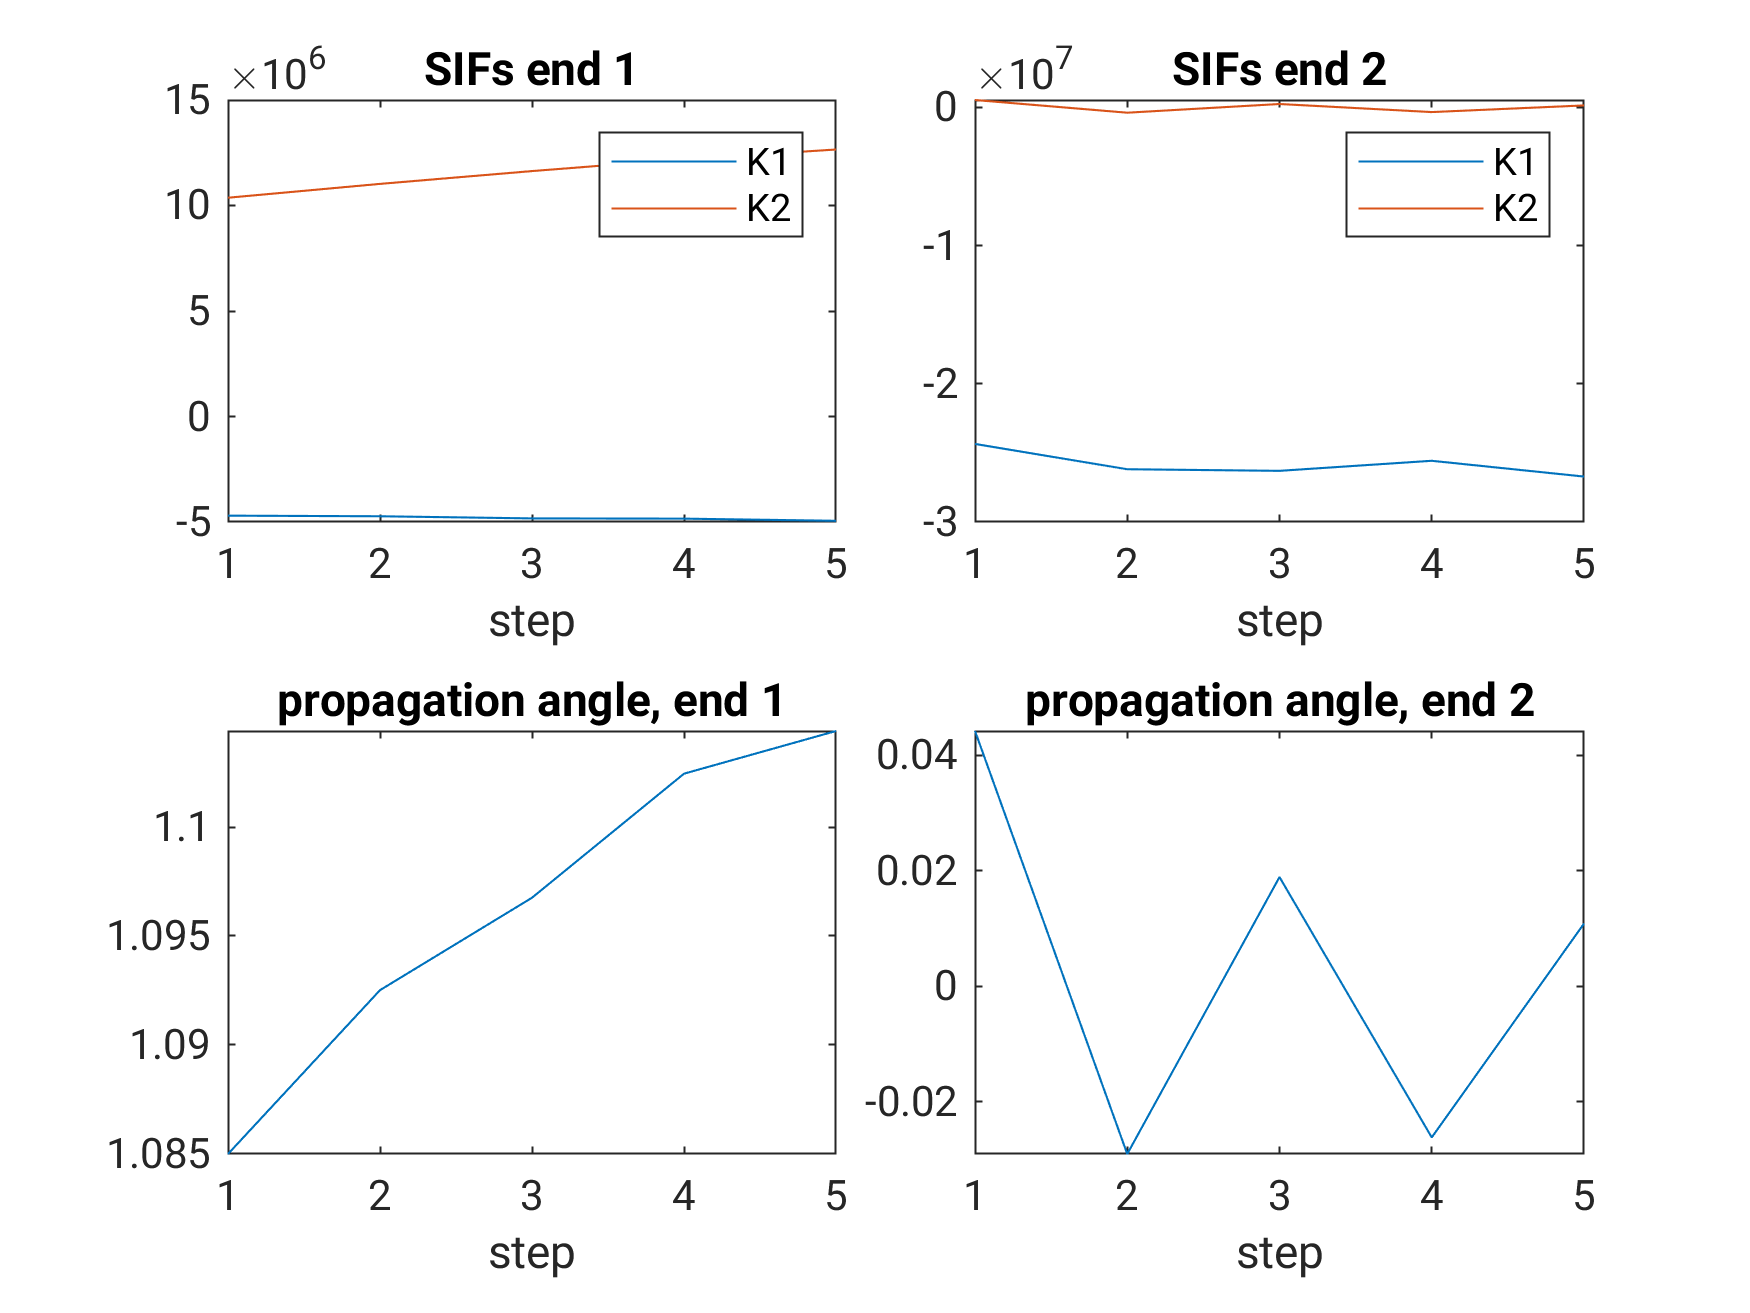 ×10^6
SIFs end 1
15
10
5
0
-5
K1
K2
1 2 3 4 5
step
×10^7
SIFs end 2
0
-1
-2
-3
K1
K2
1 2 3 4 5
step
propagation angle, end 1
1.1
1.095
1.09
1.085
1 2 3 4 5
step
propagation angle, end 2
0.04
0.02
0
-0.02
1 2 3 4 5
step